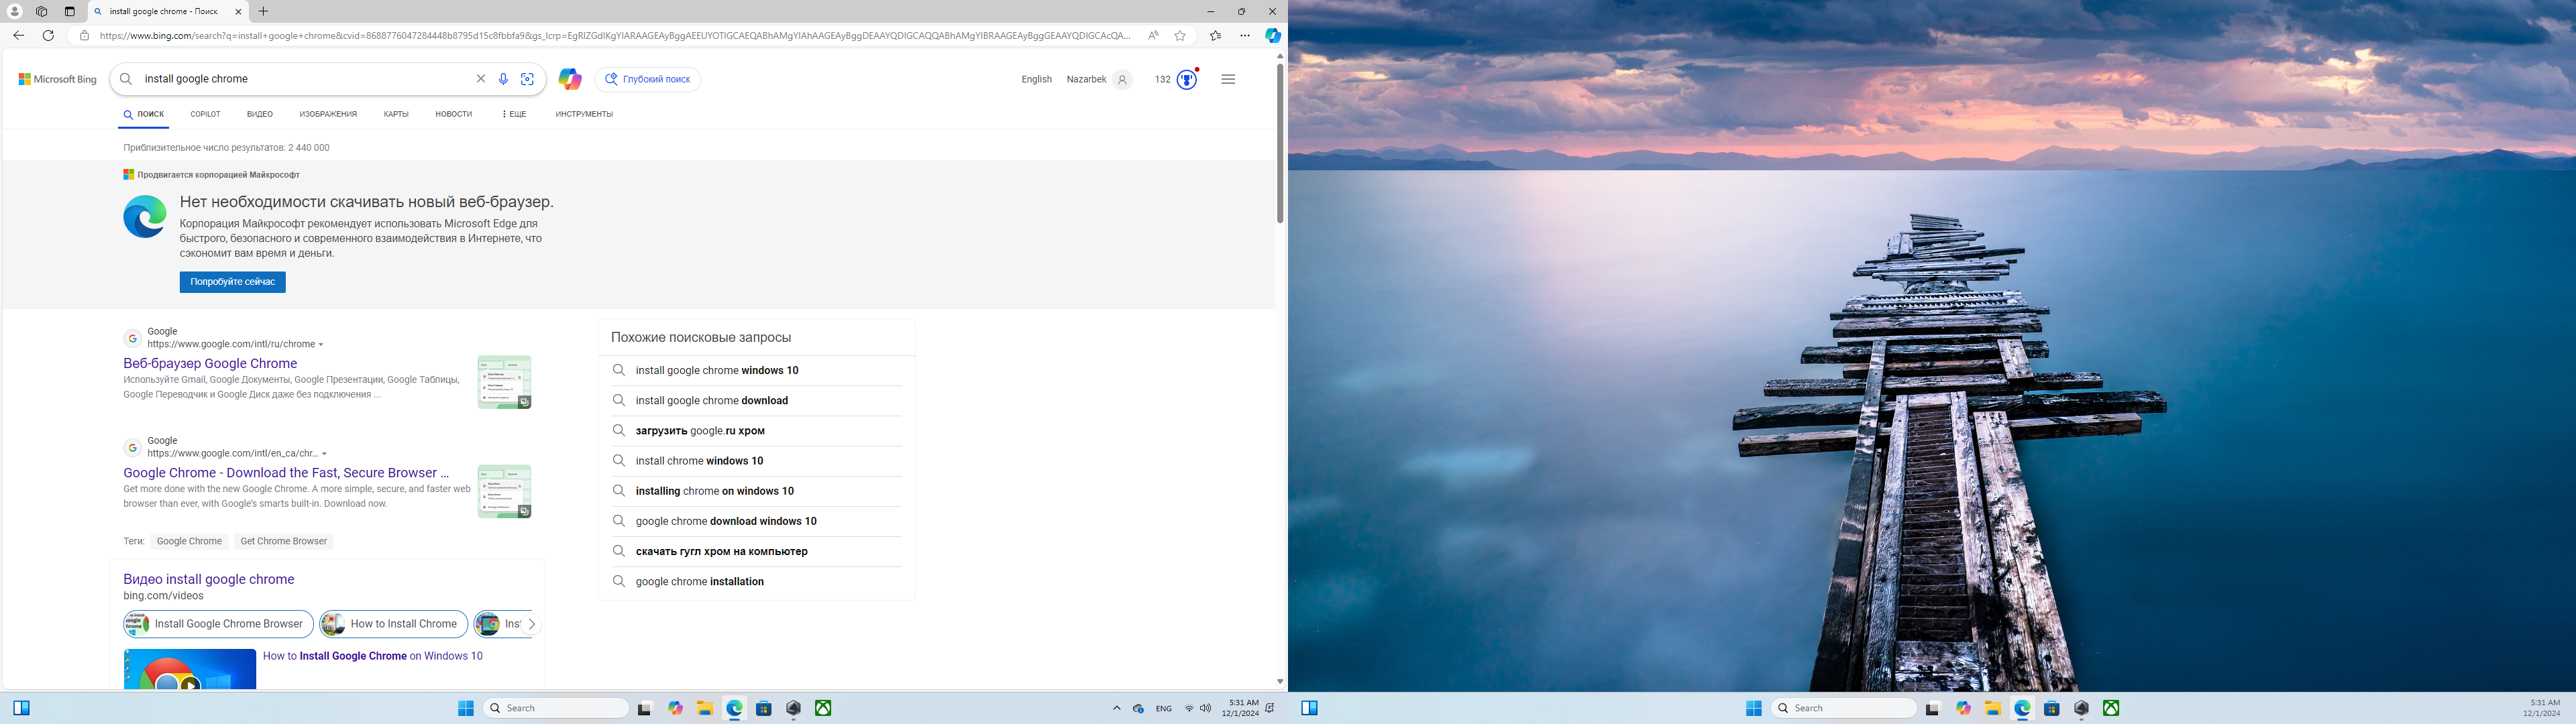 install google chrome - Поиск
https://www.bing.com/search?q=install+google+chrome&cvid=8688776047284448b8795d15c8fbbfa9&gs_lcrp=EgRlZGdlKgYIARAAGEAyBggAEEUYOTIGCAEQABhAMgYIAhAAGEAyBggDEAAYQDIGCAQQABhAMgYIBRAAGEAyBggGEAAYQDIGCAcQA...
Microsoft Bing
install google chrome
Глубокий поиск
English
Nazarbek
132
ПОИСК
COPILOT
ВИДЕО
ИЗОБРАЖЕНИЯ
КАРТЫ
НОВОСТИ
ЕЩЕ
ИНСТРУМЕНТЫ
Приблизительное число результатов: 2 440 000
Продвигается корпорацией Майкрософт
Нет необходимости скачивать новый веб-браузер.
Корпорация Майкрософт рекомендует использовать Microsoft Edge для
быстрого, безопасного и современного взаимодействия в Интернете, что
сэкономит вам время и деньги.
Попробуйте сейчас
Google
https://www.google.com/intl/ru/chrome
Веб-браузер Google Chrome
Используйте Gmail, Google Документы, Google Презентации, Google Таблицы,
Google Переводчик и Google Диск даже без подключения ...
Google
https://www.google.com/intl/en_ca/chr...
Google Chrome - Download the Fast, Secure Browser ...
Get more done with the new Google Chrome. A more simple, secure, and faster web
browser than ever, with Google's smarts built-in. Download now.
Теги:
Google Chrome
Get Chrome Browser
Видео install google chrome
bing.com/videos
Install Google Chrome Browser
How to Install Chrome
Ins
How to Install Google Chrome on Windows 10
Похожие поисковые запросы
install google chrome windows 10
install google chrome download
загрузить google.ru хром
install chrome windows 10
installing chrome on windows 10
google chrome download windows 10
скачать гугл хром на компьютер
google chrome installation
Search
ENG
5:31 AM
12/1/2024
Search
5:31 AM
12/1/2024